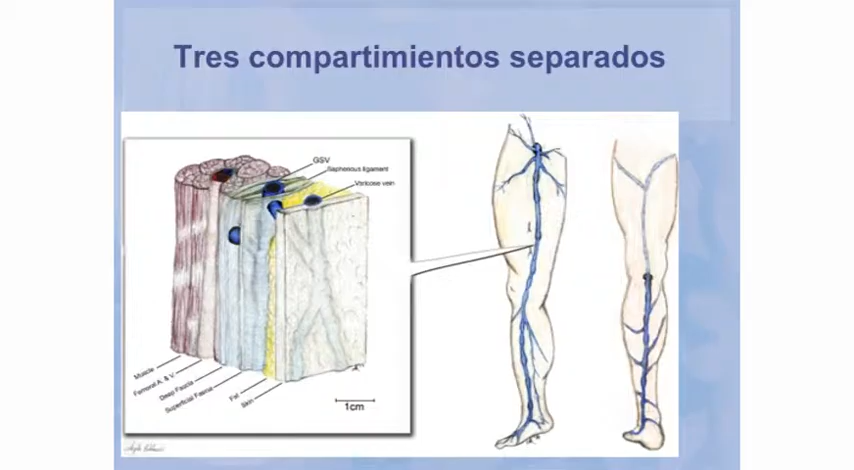 Tres compartimientos separados
GSV
Saphenous ligament
Varicose vein
Muscle
Femoral A. & V.
Deep Fascia
Superficial Fascia
Fat
Skin
1cm